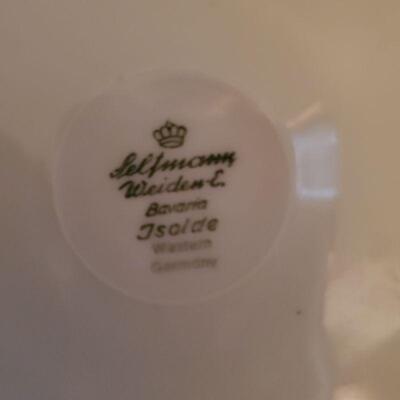 Seltmann
Weiden-E.
Bavaria
Isolde
Western
Germany